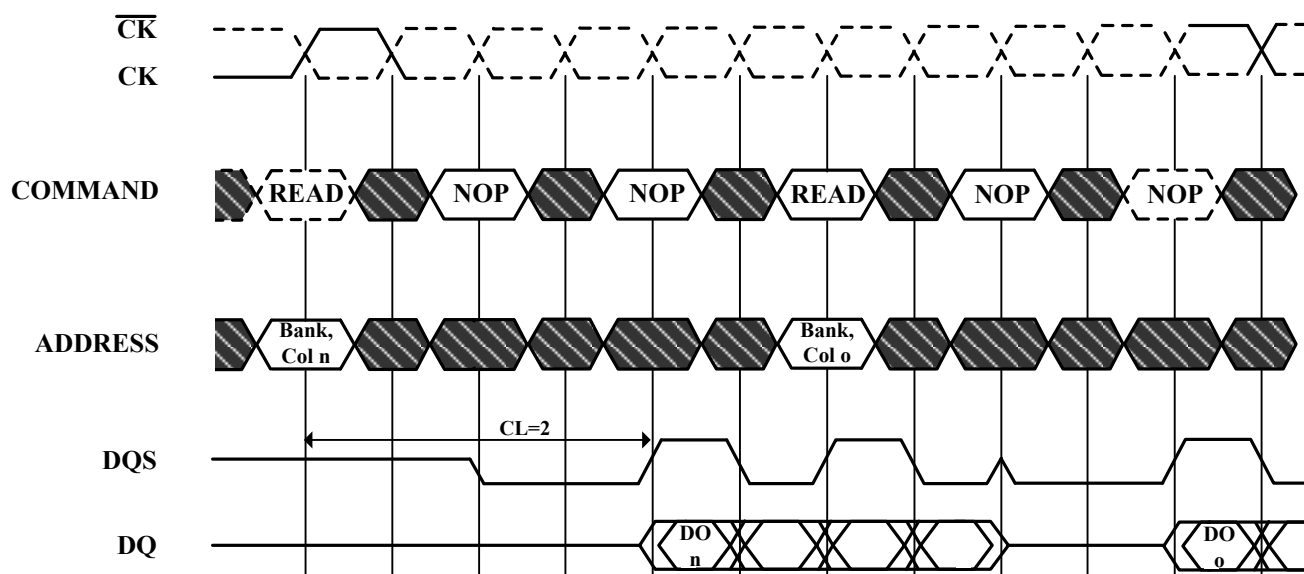 CK
CK
COMMAND
READ NOP NOP READ NOP NOP
ADDRESS
Bank,
Col n
Bank,
Col o
CL=2
DQS
DQ
DO
n
DO
o